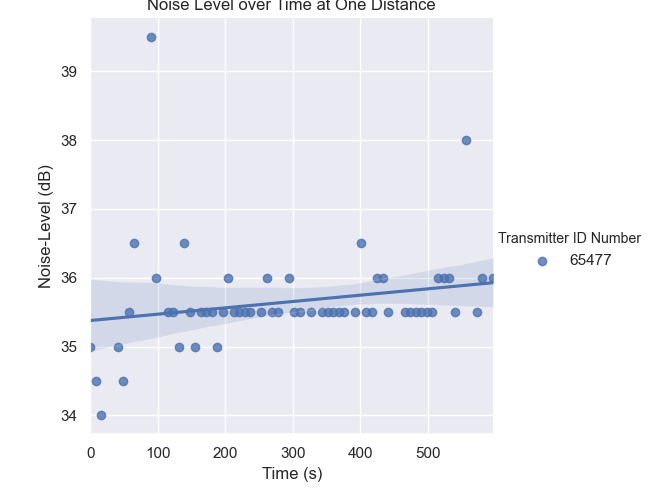 Noise Level over Time at One Distance
39
38
37
36
35
34
Noise-Level (dB)
0 100 200 300 400 500
Time (s)
Transmitter ID Number
65477